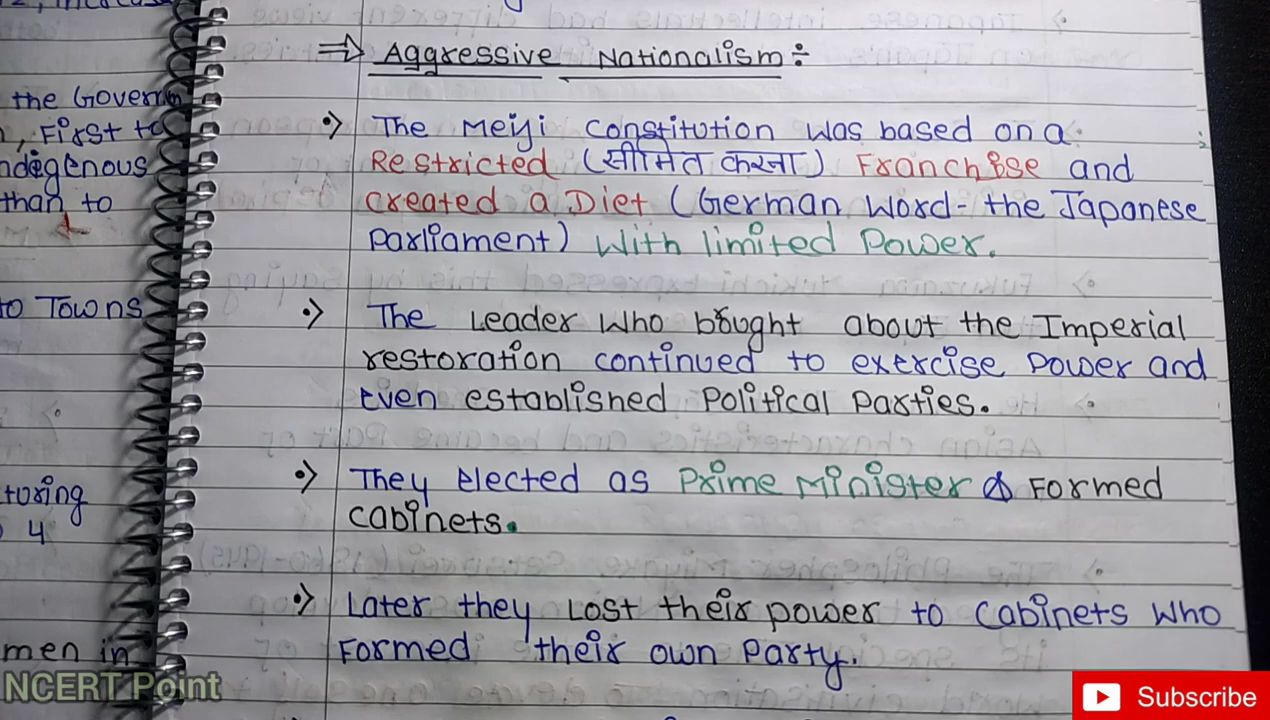 ⇒ Aggressive Nationalism ÷
the Govern
, First to
ndegenous
than to
to Towns
turing
4
men in
The Meiji constitution was based on a
Restricted (सीमित करना) Franchise and
created a Diet (German Word- the Japanese
Parliament) With limited Power.
The Leader Who bought about the Imperial
restoration continued to exercise Power and
Even established Political Parties.
They Elected as Prime Minister & Formed
cabinets.
Later they Lost their power to Cabinets Who
Formed their own Party.
NCERT Point
Subscribe